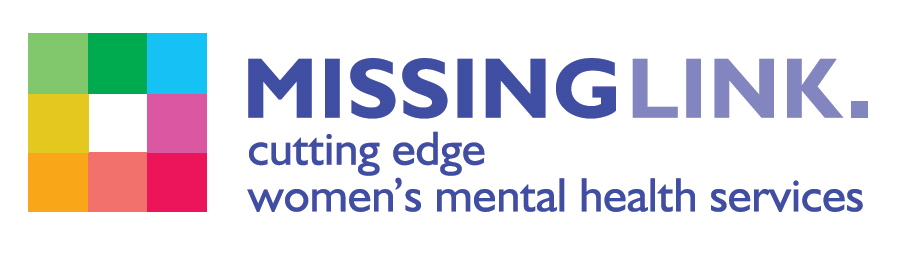 MISSINGLINK.
cutting edge
women’s mental health services